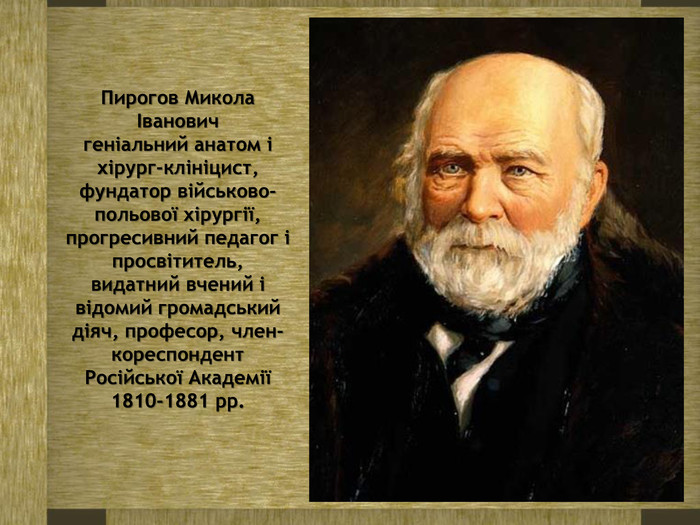 Пирогов Микола
Іванович
геніальний анатом і
хірург-клініцист,
фундатор військово-
польової хірургії,
прогресивний педагог і
просвітитель,
видатний вчений і
відомий громадський
діяч, професор, член-
кореспондент
Російської Академії
1810-1881 рр.